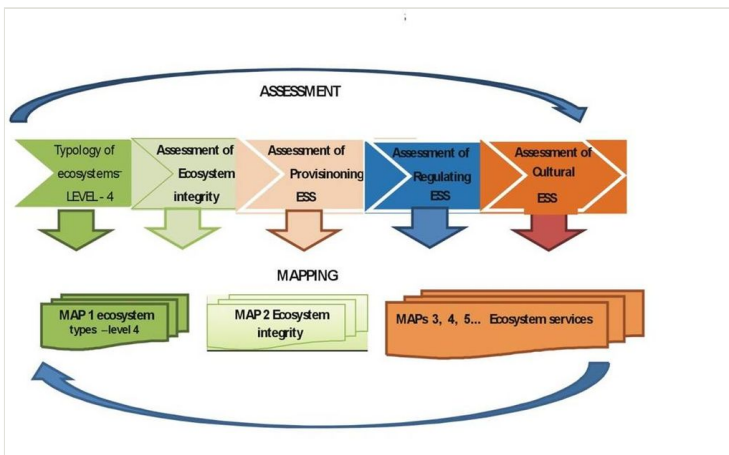 ASSESSMENT
Typology of
ecosystems-
LEVEL - 4
Assessment of
Ecosystem
integrity
Assessment of
Provisinoning
ESS
Assessment of
Regulating
ESS
Assessment of
Cultural
ESS
MAPPING
MAP 1 ecosystem
types –level 4
MAP 2 Ecosystem
integrity
MAPs 3, 4, 5... Ecosystem services